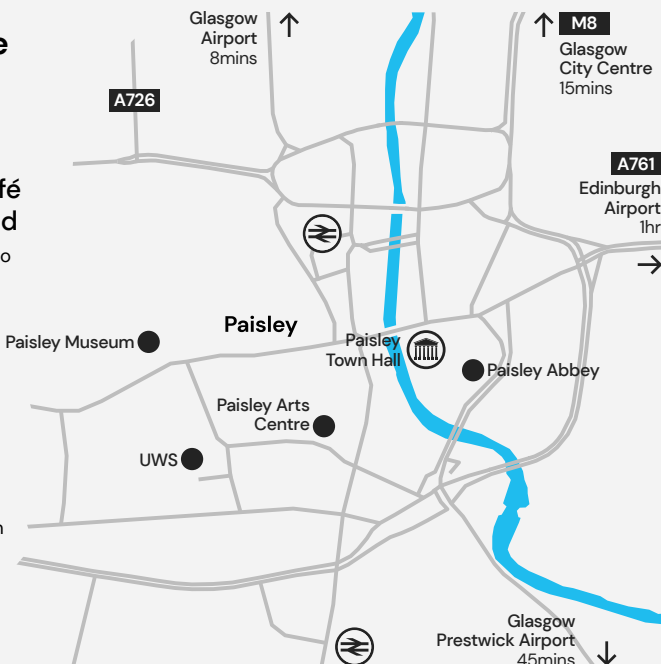 Glasgow
Airport
8mins
M8
Glasgow
City Centre
15mins
A726
A761
Edinburgh
Airport
1hr
Paisley
Paisley Museum
Paisley
Town Hall
Paisley Abbey
Paisley Arts
Centre
UWS
Glasgow
Prestwick Airport
45mins